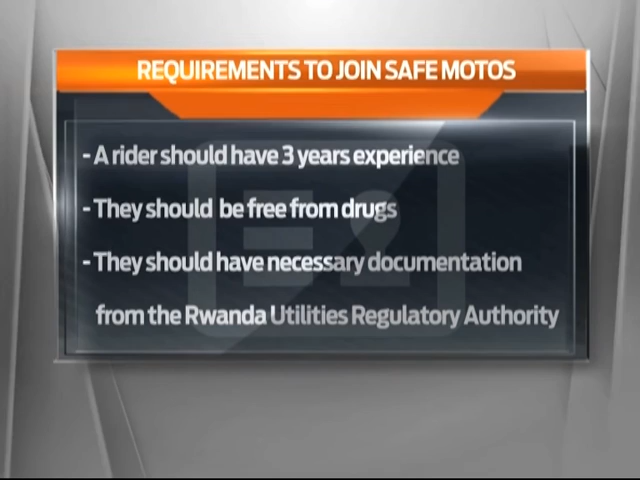 REQUIREMENTS TO JOIN SAFE MOTOS
- A rider should have 3 years experience
- They should be free from drugs
- They should have necessary documentation
from the Rwanda Utilities Regulatory Authority